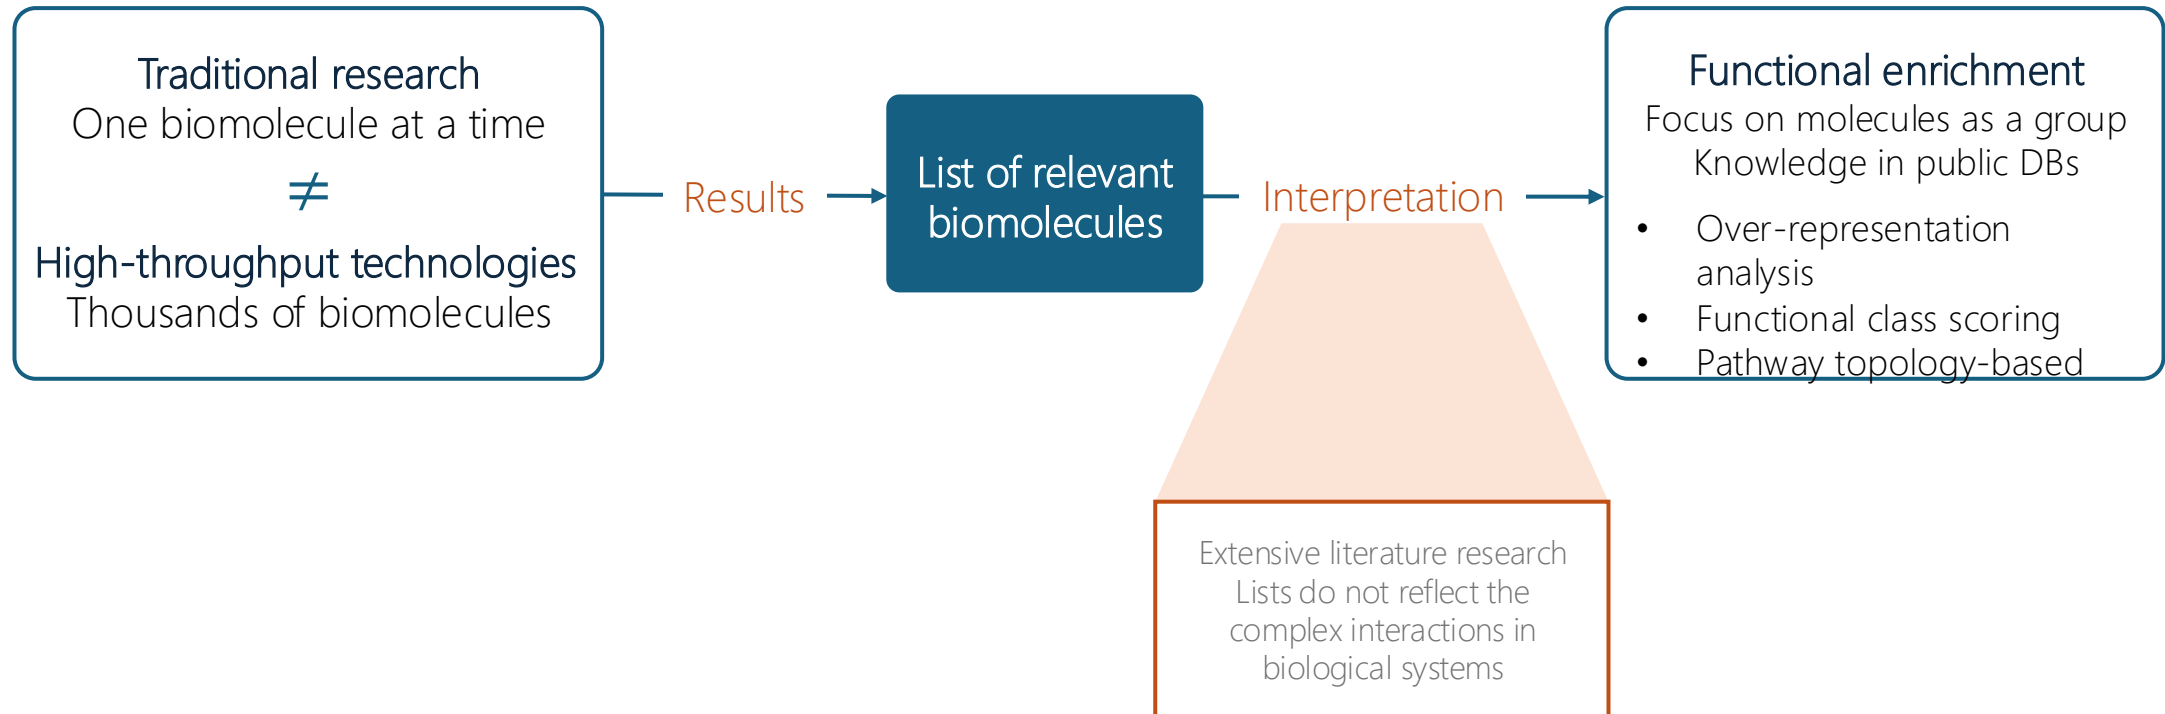 Traditional research
One biomolecule at a time
≠
High-throughput technologies
Thousands of biomolecules
Results
List of relevant
biomolecules
Interpretation
Functional enrichment
Focus on molecules as a group
Knowledge in public DBs
• Over-representation
analysis
• Functional class scoring
• Pathway topology-based
Extensive literature research
Lists do not reflect the
complex interactions in
biological systems